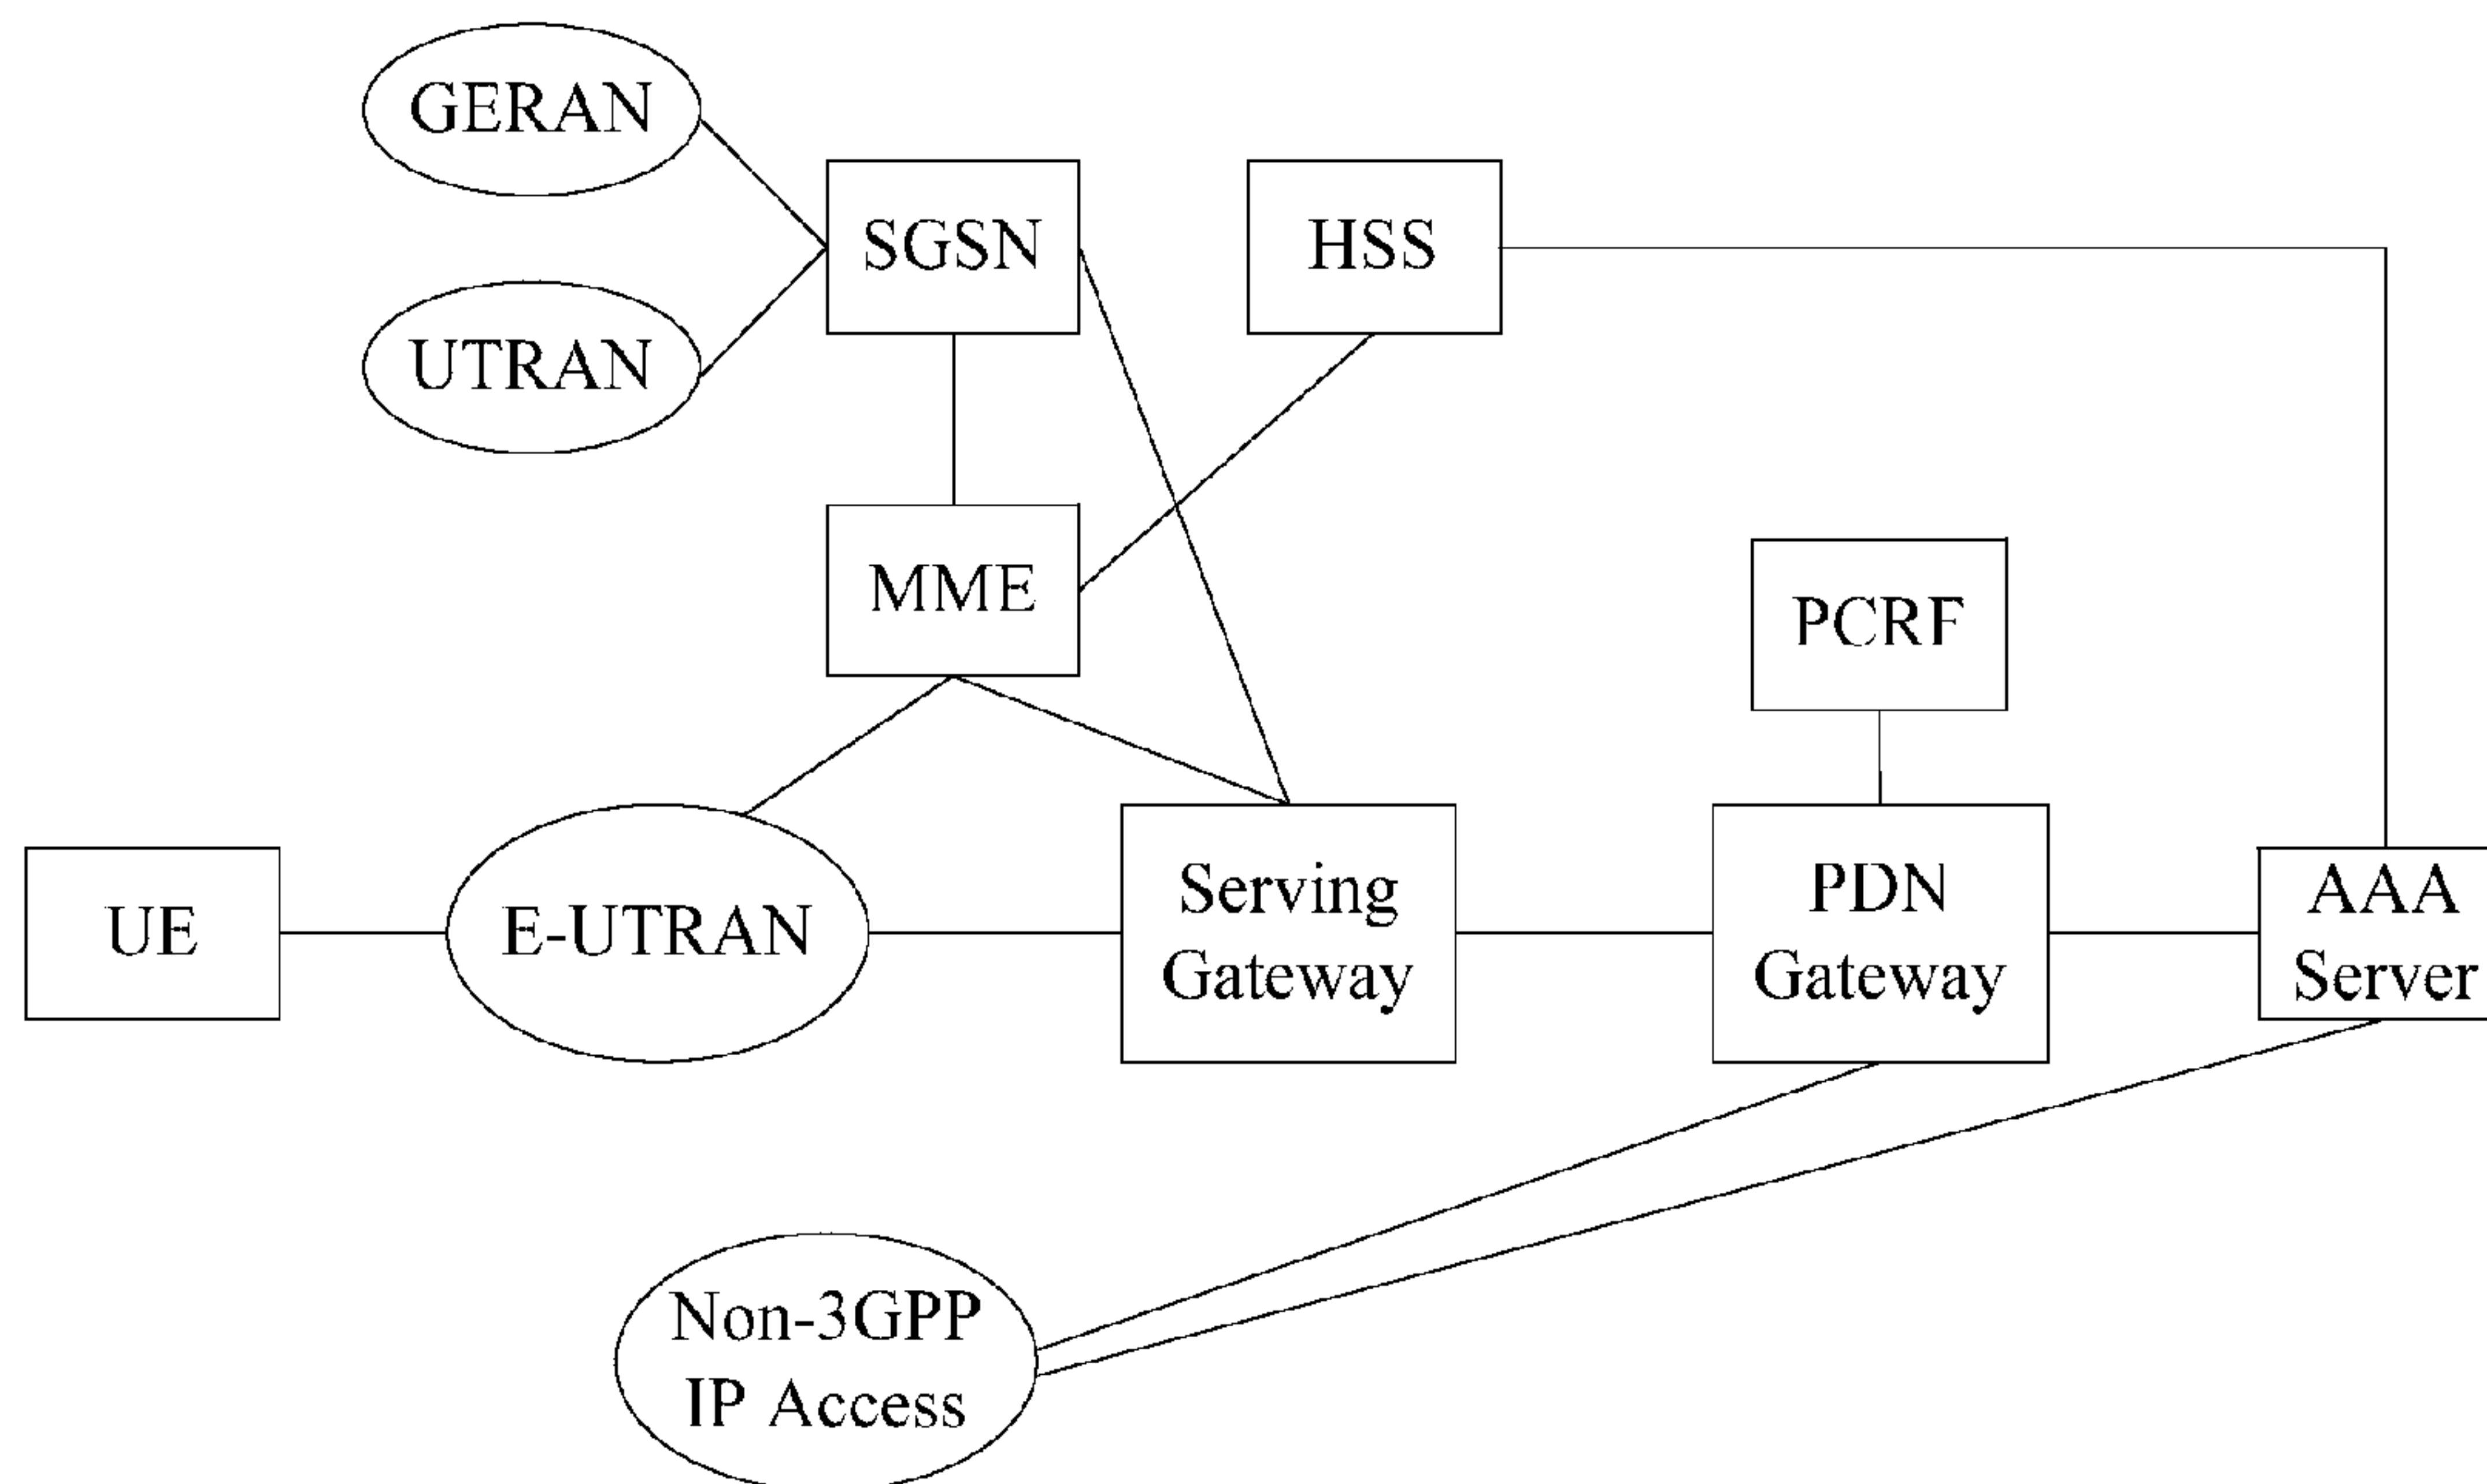 GERAN
SGSN
HSS
UTRAN
MME
PCRF
UE
E-UTRAN
Serving
Gateway
PDN
Gateway
AAA
Server
Non-3GPP
IP Access